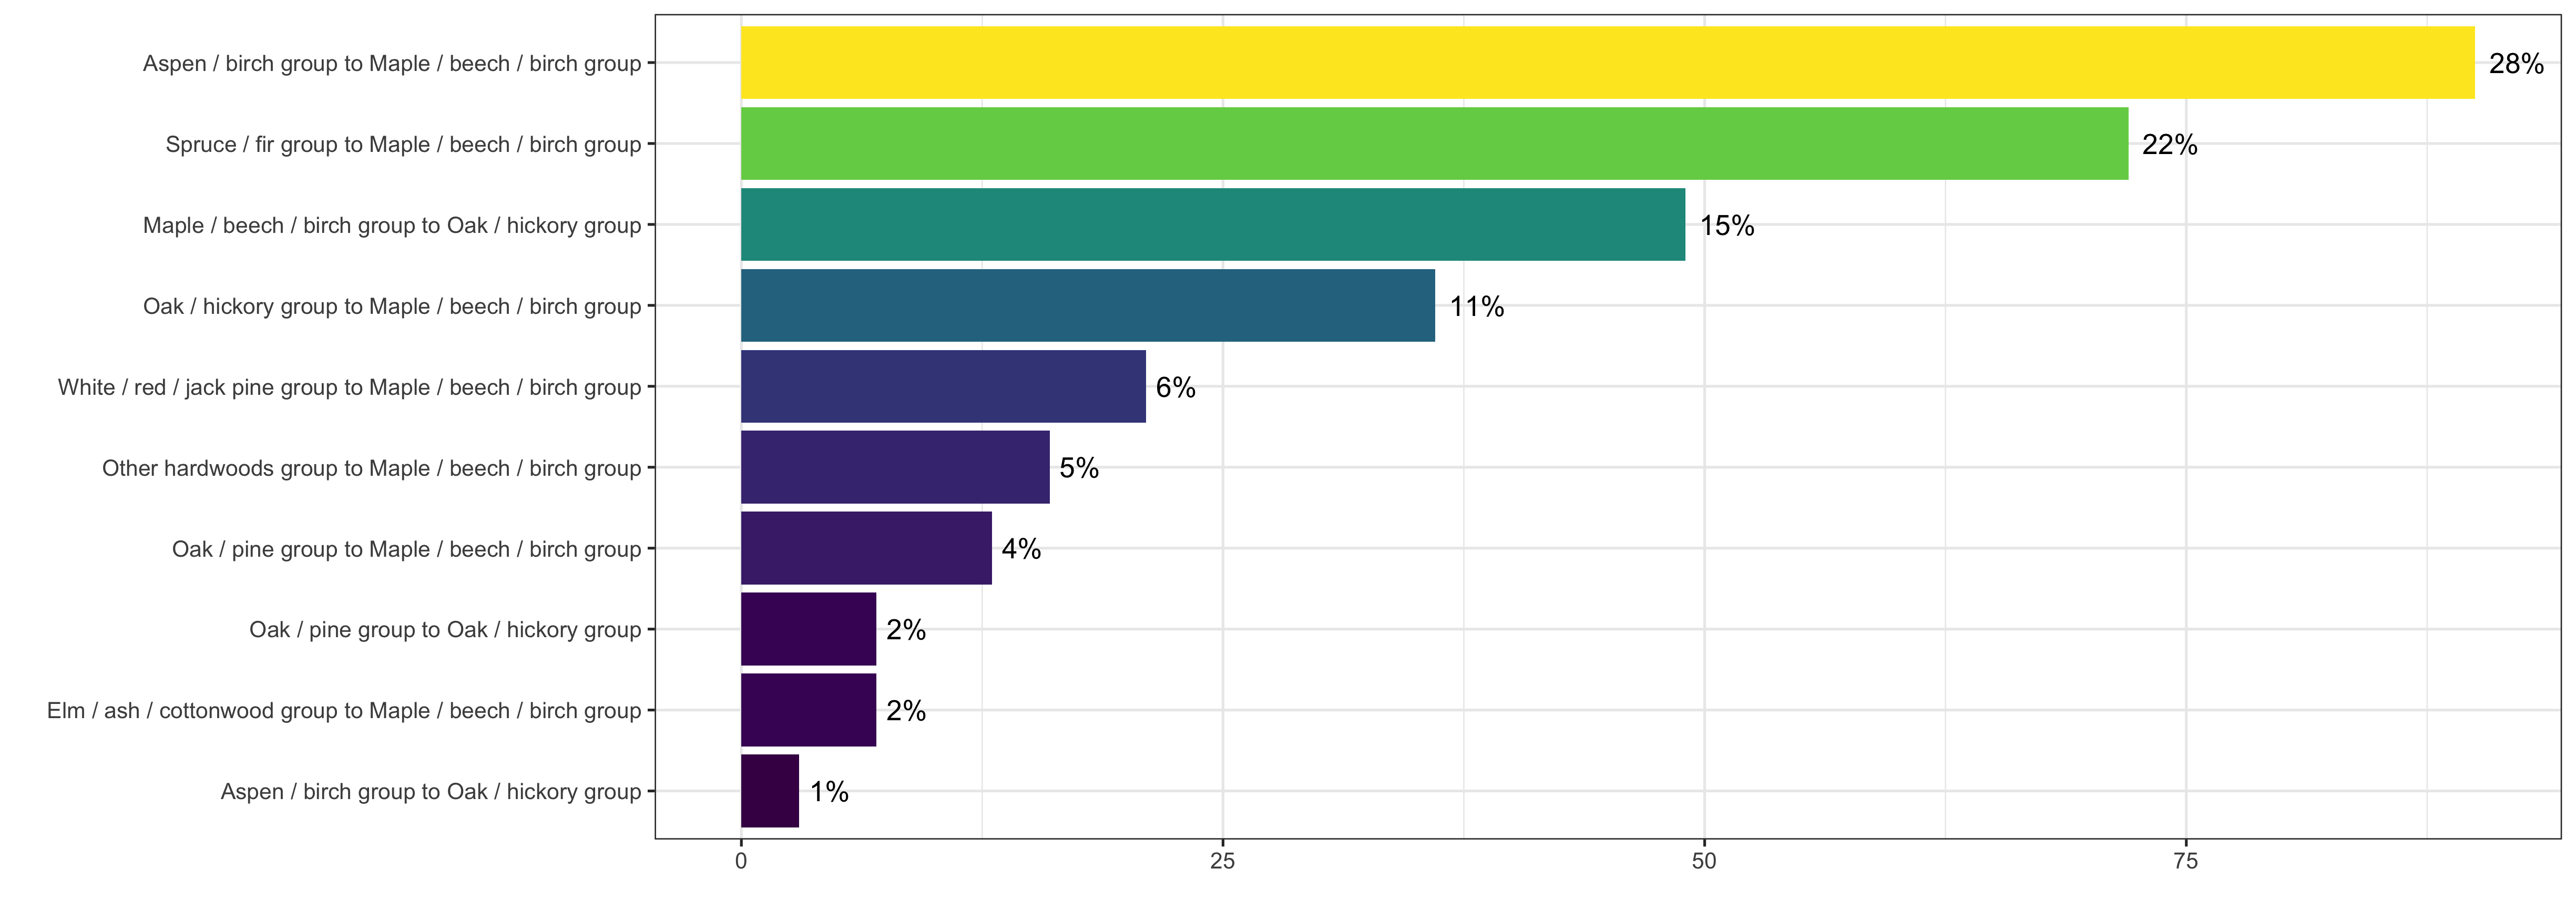 Aspen / birch group to Maple / beech / birch group 28%
Spruce / fir group to Maple / beech / birch group 22%
Maple / beech / birch group to Oak / hickory group 15%
Oak / hickory group to Maple / beech / birch group 11%
White / red / jack pine group to Maple / beech / birch group 6%
Other hardwoods group to Maple / beech / birch group 5%
Oak / pine group to Maple / beech / birch group 4%
Oak / pine group to Oak / hickory group 2%
Elm / ash / cottonwood group to Maple / beech / birch group 2%
Aspen / birch group to Oak / hickory group 1%
0 25 50 75